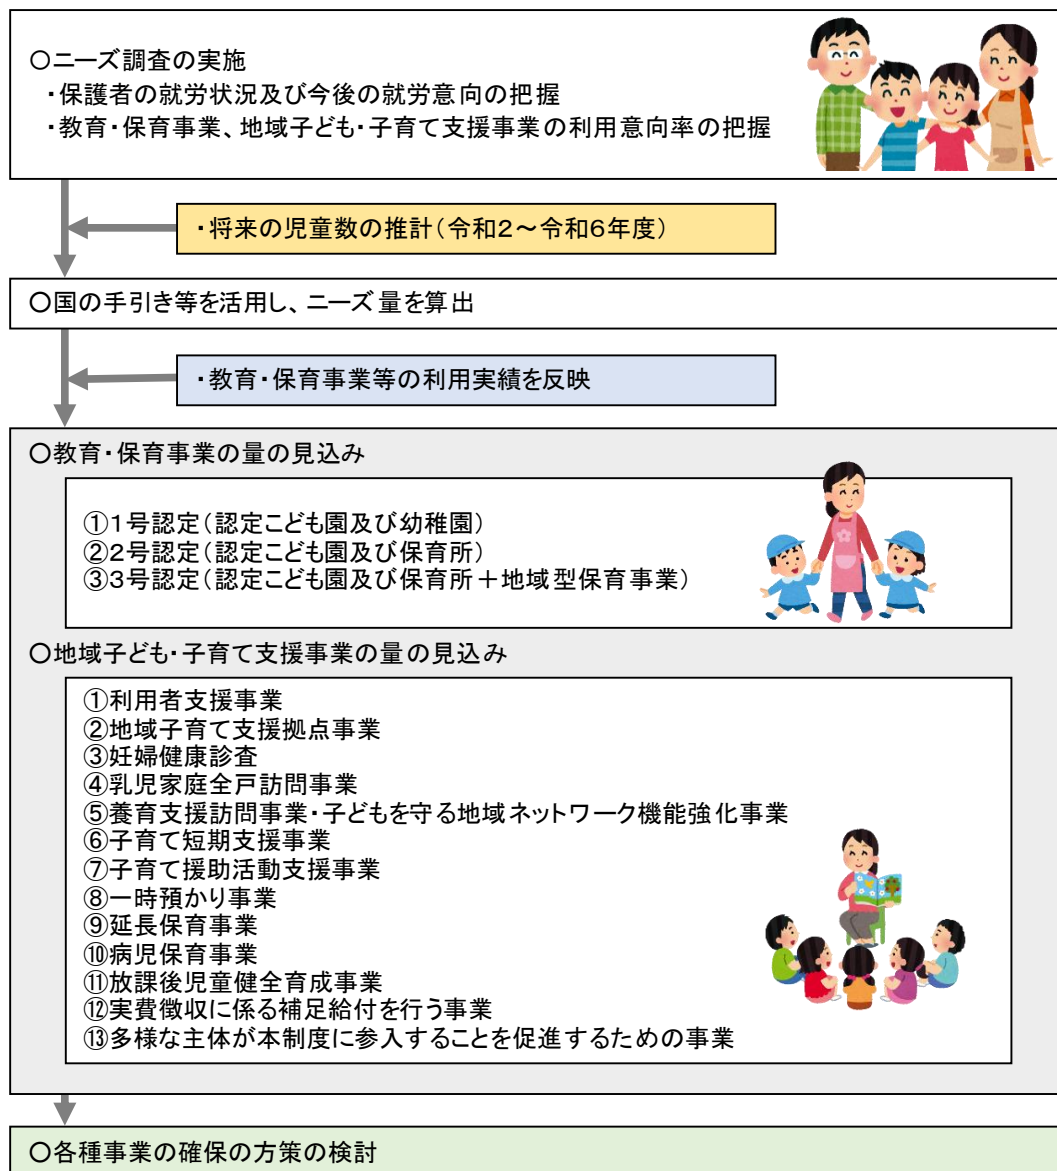 〇ニーズ調査の実施
・保護者の就労状況及び今後の就労意向の把握
・教育・保育事業、地域子ども・子育て支援事業の利用意向率の把握
・将来の児童数の推計（令和2～令和6年度）
〇国の手引き等を活用し、ニーズ量を算出
・教育・保育事業等の利用実績を反映
〇教育・保育事業の量の見込み
①1号認定（認定こども園及び幼稚園）
②2号認定（認定こども園及び保育所）
③3号認定（認定こども園及び保育所＋地域型保育事業）
〇地域子ども・子育て支援事業の量の見込み
①利用者支援事業
②地域子育て支援拠点事業
③妊婦健康診査
④乳児家庭全戸訪問事業
⑤養育支援訪問事業・子どもを守る地域ネットワーク機能強化事業
⑥子育て短期支援事業
⑦子育て援助活動支援事業
⑧一時預かり事業
⑨延長保育事業
⑩病児保育事業
⑪放課後児童健全育成事業
⑫実費徴収に係る補足給付を行う事業
⑬多様な主体が本制度に参入することを促進するための事業
〇各種事業の確保の方策の検討